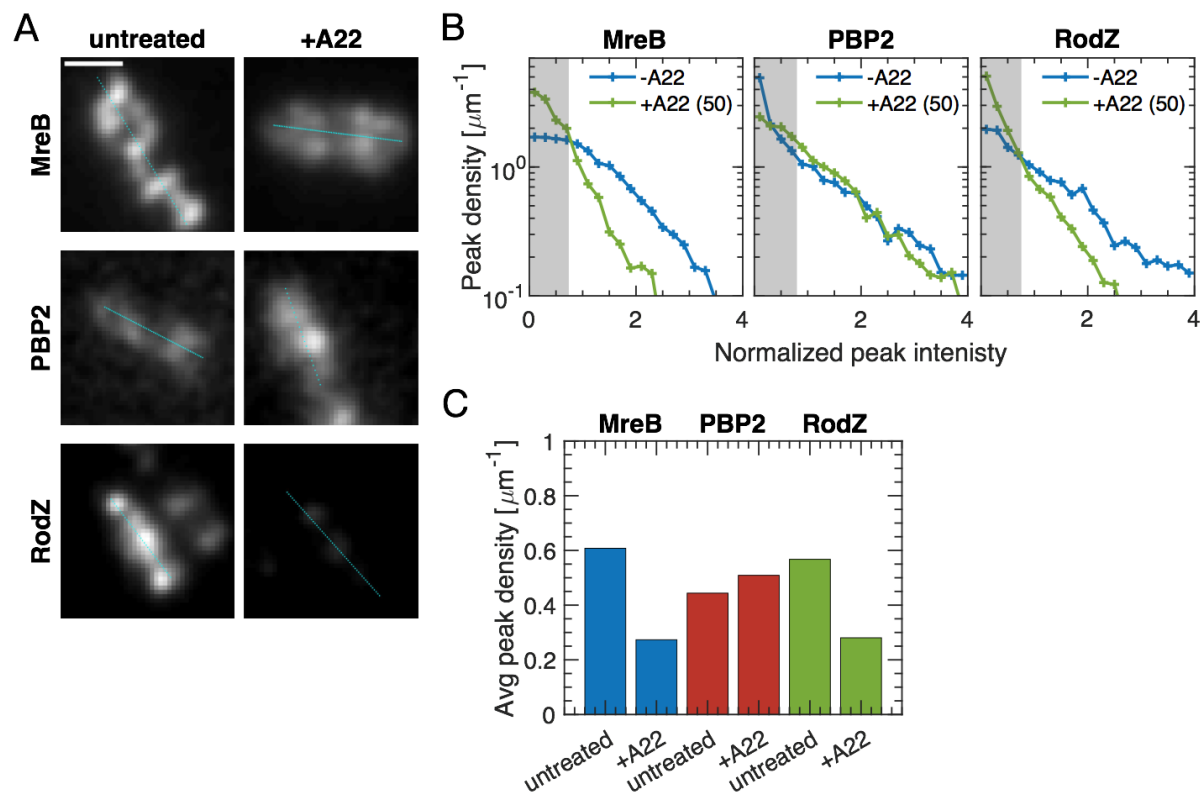 A
untreated
+A22
MreB
PBP2
RodZ
B
MreB
PBP2
RodZ
-A22
+A22 (50)
-A22
+A22 (50)
-A22
+A22 (50)
Peak density [μm⁻¹]
10⁰
10⁻¹
0
2
4
2
4
2
4
Normalized peak intenisty
C
MreB
PBP2
RodZ
Avg peak density [μm⁻¹]
1
0.8
0.6
0.4
0.2
0
untreated
+A22
untreated
+A22
untreated
+A22